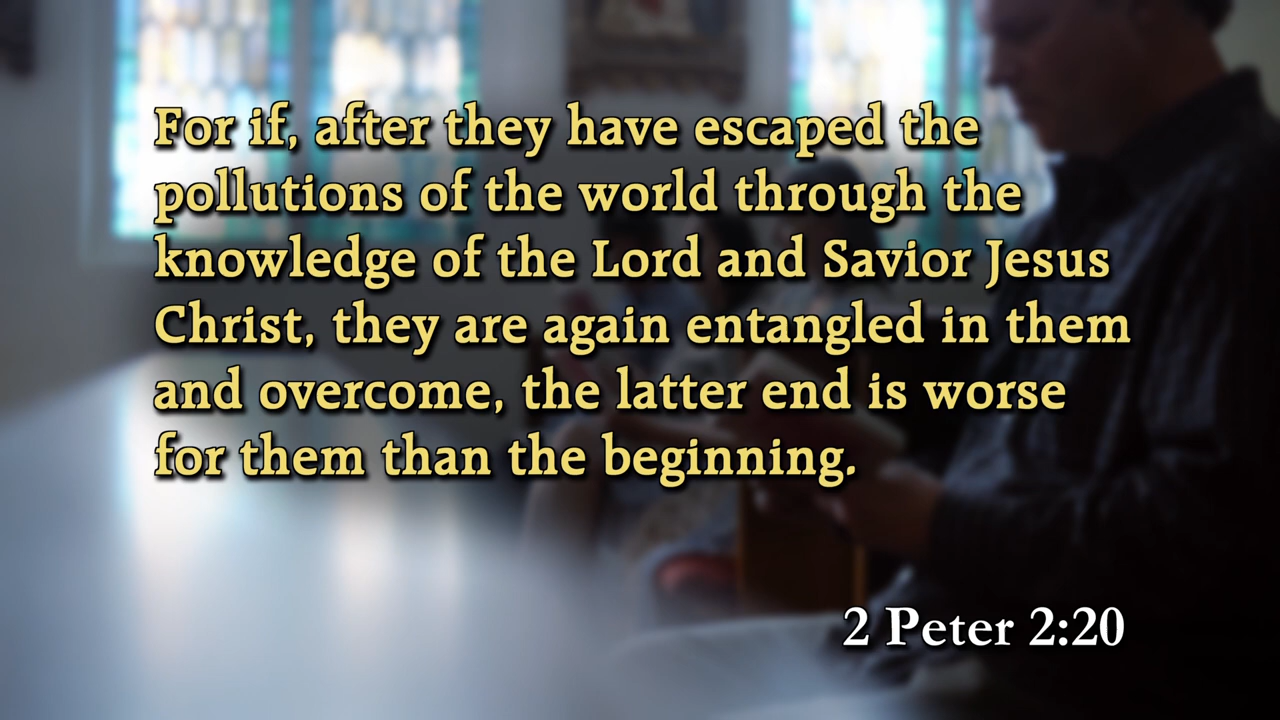 For if, after they have escaped the
pollutions of the world through the
knowledge of the Lord and Savior Jesus
Christ, they are again entangled in them
and overcome, the latter end is worse
for them than the beginning.
2 Peter 2:20